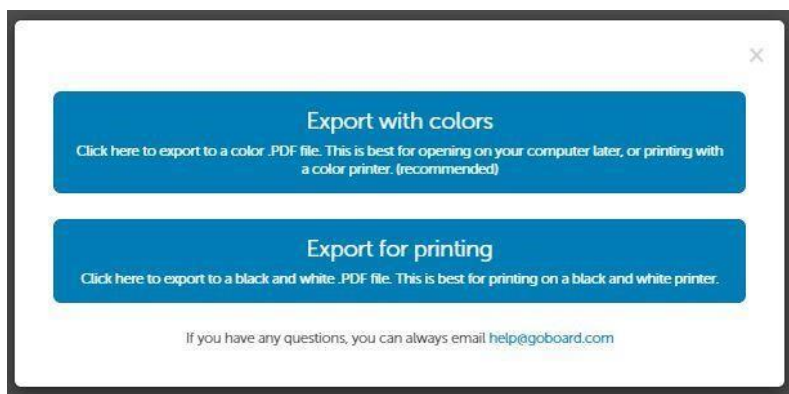 ×
Export with colors
Click here to export to a color .PDF file. This is best for opening on your computer later, or printing with
a color printer. (recommended)
Export for printing
Click here to export to a black and white .PDF file. This is best for printing on a black and white printer.
If you have any questions, you can always email help@goboard.com